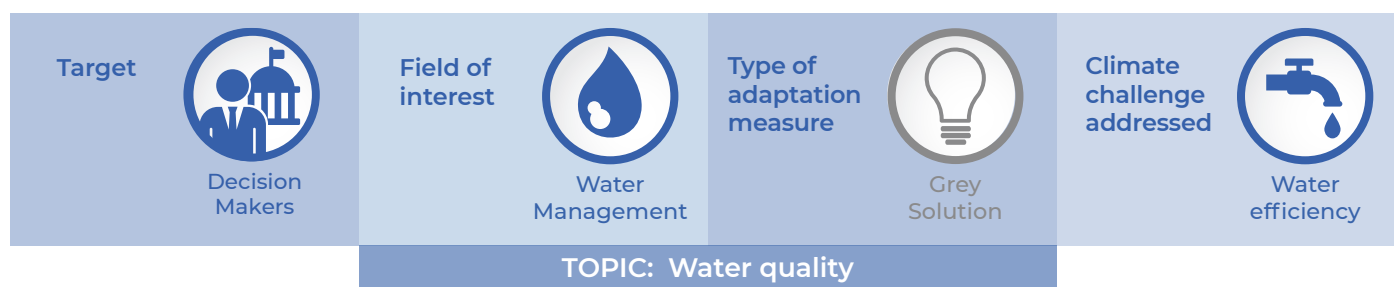 Target
Decision
Makers
Field of
interest
Water
Management
Type of
adaptation
measure
Grey
Solution
Climate
challenge
addressed
Water
efficiency
TOPIC: Water quality